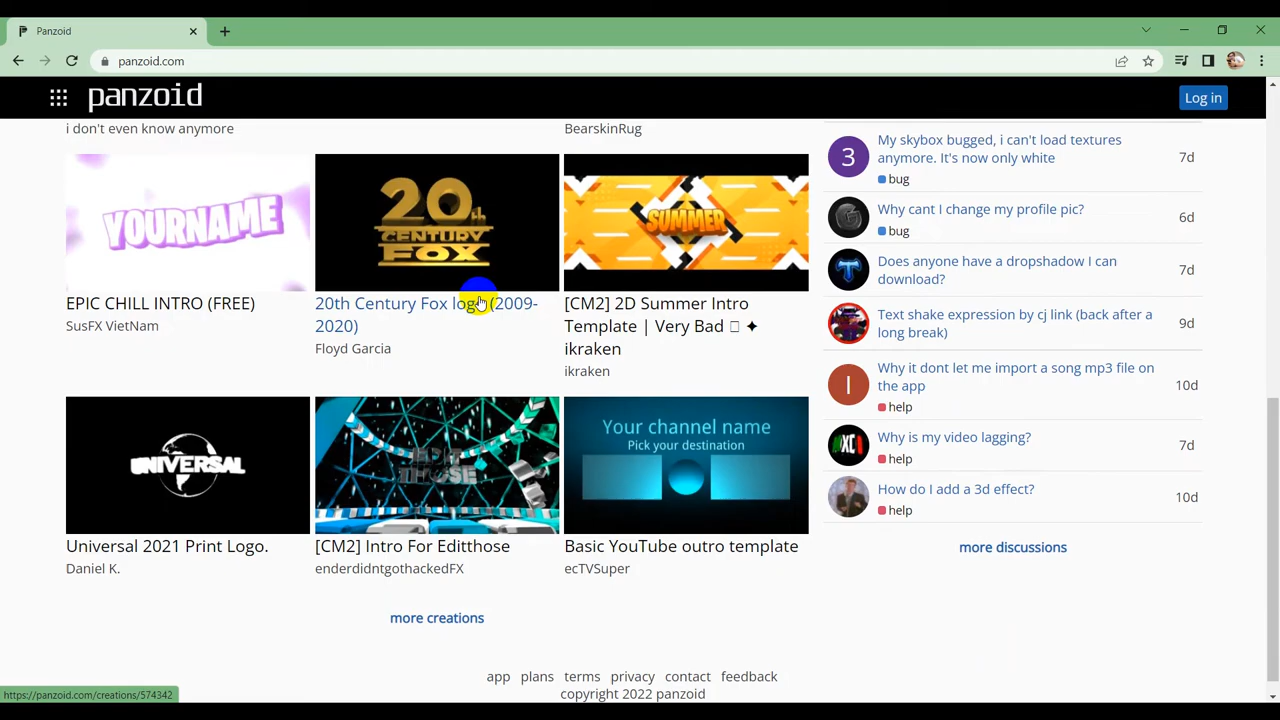 Panzoid
panzoid.com
panzoid
Log in
i don't even know anymore
BearskinRug
YOURNAME
EPIC CHILL INTRO (FREE)
SusFX VietNam
20th
CENTURY
FOX
20th Century Fox logo (2009-
2020)
Floyd Garcia
SUMMER
[CM2] 2D Summer Intro
Template | Very Bad □ ✦
ikraken
ikraken
UNIVERSAL
Universal 2021 Print Logo.
Daniel K.
EDIT
THOSE
[CM2] Intro For Editthose
enderdidntgothackedFX
Your channel name
Pick your destination
Basic YouTube outro template
ecTVSuper
more creations
3
My skybox bugged, i can't load textures
anymore. It's now only white
7d
bug
Why cant I change my profile pic?
6d
bug
Does anyone have a dropshadow I can
download?
7d
Text shake expression by cj link (back after a
long break)
9d
I
Why it dont let me import a song mp3 file on
the app
10d
help
Why is my video lagging?
7d
help
How do I add a 3d effect?
10d
help
more discussions
app plans terms privacy contact feedback
copyright 2022 panzoid
https://panzoid.com/creations/574342